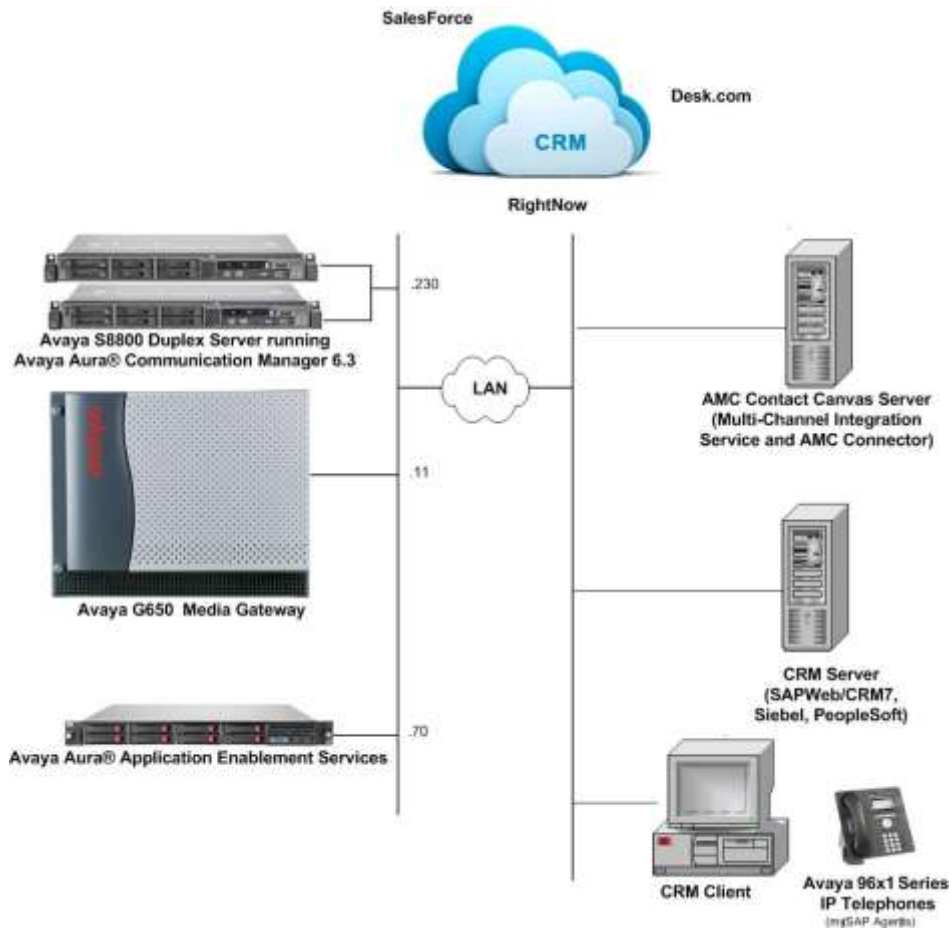 SalesForce
Desk.com
CRM
RightNow
.230
Avaya S8800 Duplex Server running
Avaya Aura® Communication Manager 6.3
LAN
AMC Contact Canvas Server
(Multi-Channel Integration
Service and AMC Connector)
.11
Avaya G650 Media Gateway
CRM Server
(SAPWeb/CRM7,
Siebel, PeopleSoft)
.70
Avaya Aura® Application Enablement Services
CRM Client
Avaya 96x1 Series
IP Telephones
(mySAP Agents)